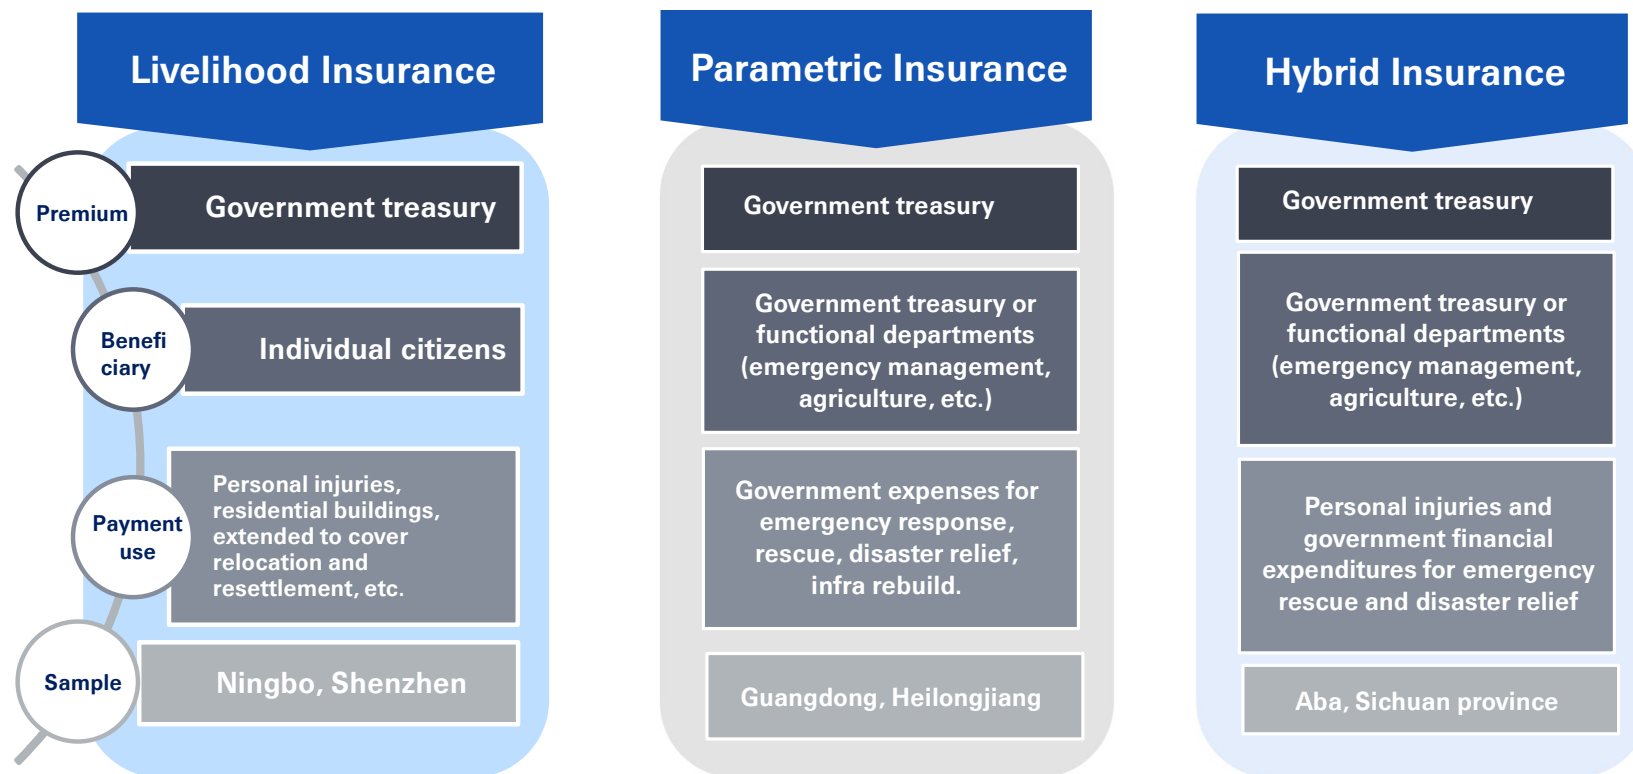 Livelihood Insurance
Premium
Government treasury
Benefi
ciary
Individual citizens
Payment
use
Personal injuries,
residential buildings,
extended to cover
relocation and
resettlement, etc.
Sample
Ningbo, Shenzhen
Parametric Insurance
Government treasury
Government treasury or
functional departments
(emergency management,
agriculture, etc.)
Government expenses for
emergency response,
rescue, disaster relief,
infra rebuild.
Guangdong, Heilongjiang
Hybrid Insurance
Government treasury
Government treasury or
functional departments
(emergency management,
agriculture, etc.)
Personal injuries and
government financial
expenditures for emergency
rescue and disaster relief
Aba, Sichuan province